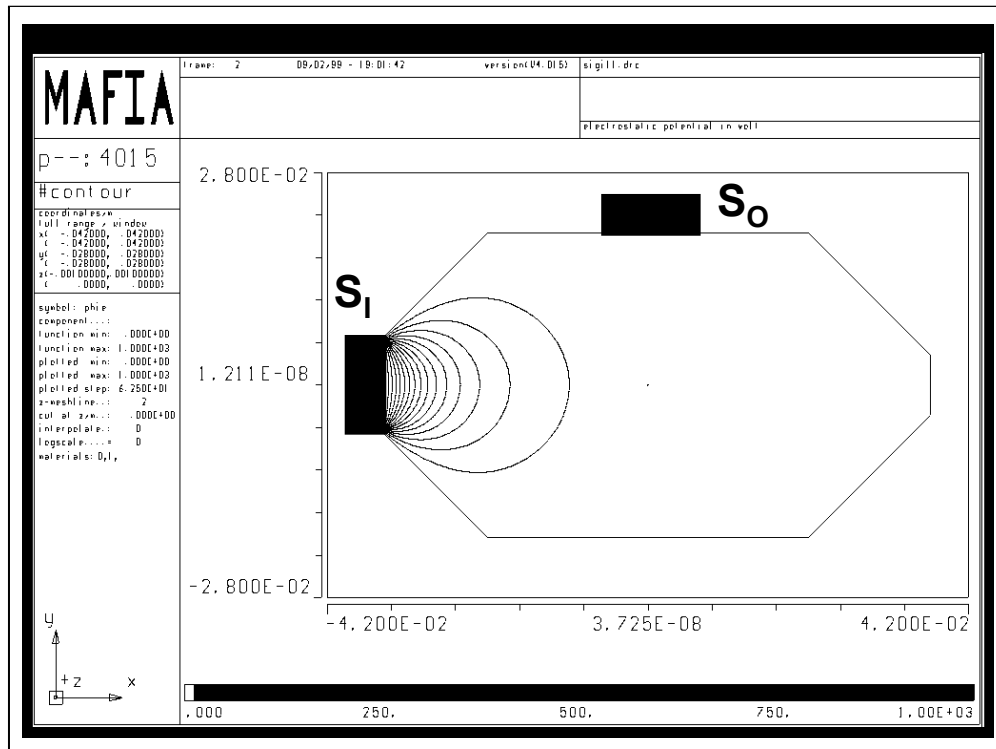 frame: 2 09/02/99 - 19:01:42 version(V4.015) sigill.drc
MAFIA
electrostatic potential in vell
p--:4015
#contour
coordinates/m
full range / window
x( -.042000, .042000)
( -.042000, .042000)
y( -.028000, .028000)
( -.028000, .028000)
z(-.00100000,.00100000)
( .0000, .0000)
symbol: phie
component...:
function min: .000E+00
function max: 1.000E+03
plotted min: .000E+00
plotted max: 1.000E+03
plotted step: 6.250E+01
z-meshline..: 2
cut at z/m..: .000E+00
interpolate.: 0
logscale....= 0
materials: 0,1,
2.800E-02
SO
SI
1.211E-08
-2.800E-02
-4.200E-02 3.725E-08 4.200E-02
y
+z x
.000 250. 500. 750. 1.00E+03